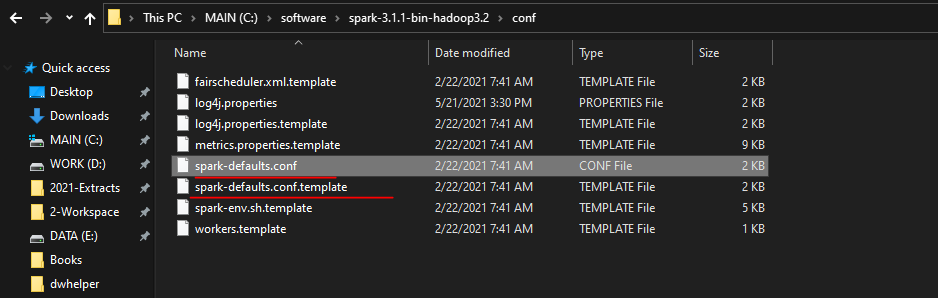 This PC > MAIN (C:) > software > spark-3.1.1-bin-hadoop3.2 > conf
Quick access
Desktop
Downloads
MAIN (C:)
WORK (D:)
2021-Extracts
2-Workspace
DATA (E:)
Books
dwhelper
Name Date modified Type Size
fairscheduler.xml.template 2/22/2021 7:41 AM TEMPLATE File 2 KB
log4j.properties 5/21/2021 3:30 PM PROPERTIES File 2 KB
log4j.properties.template 2/22/2021 7:41 AM TEMPLATE File 2 KB
metrics.properties.template 2/22/2021 7:41 AM TEMPLATE File 9 KB
spark-defaults.conf 2/22/2021 7:41 AM CONF File 2 KB
spark-defaults.conf.template 2/22/2021 7:41 AM TEMPLATE File 2 KB
spark-env.sh.template 2/22/2021 7:41 AM TEMPLATE File 5 KB
workers.template 2/22/2021 7:41 AM TEMPLATE File 1 KB